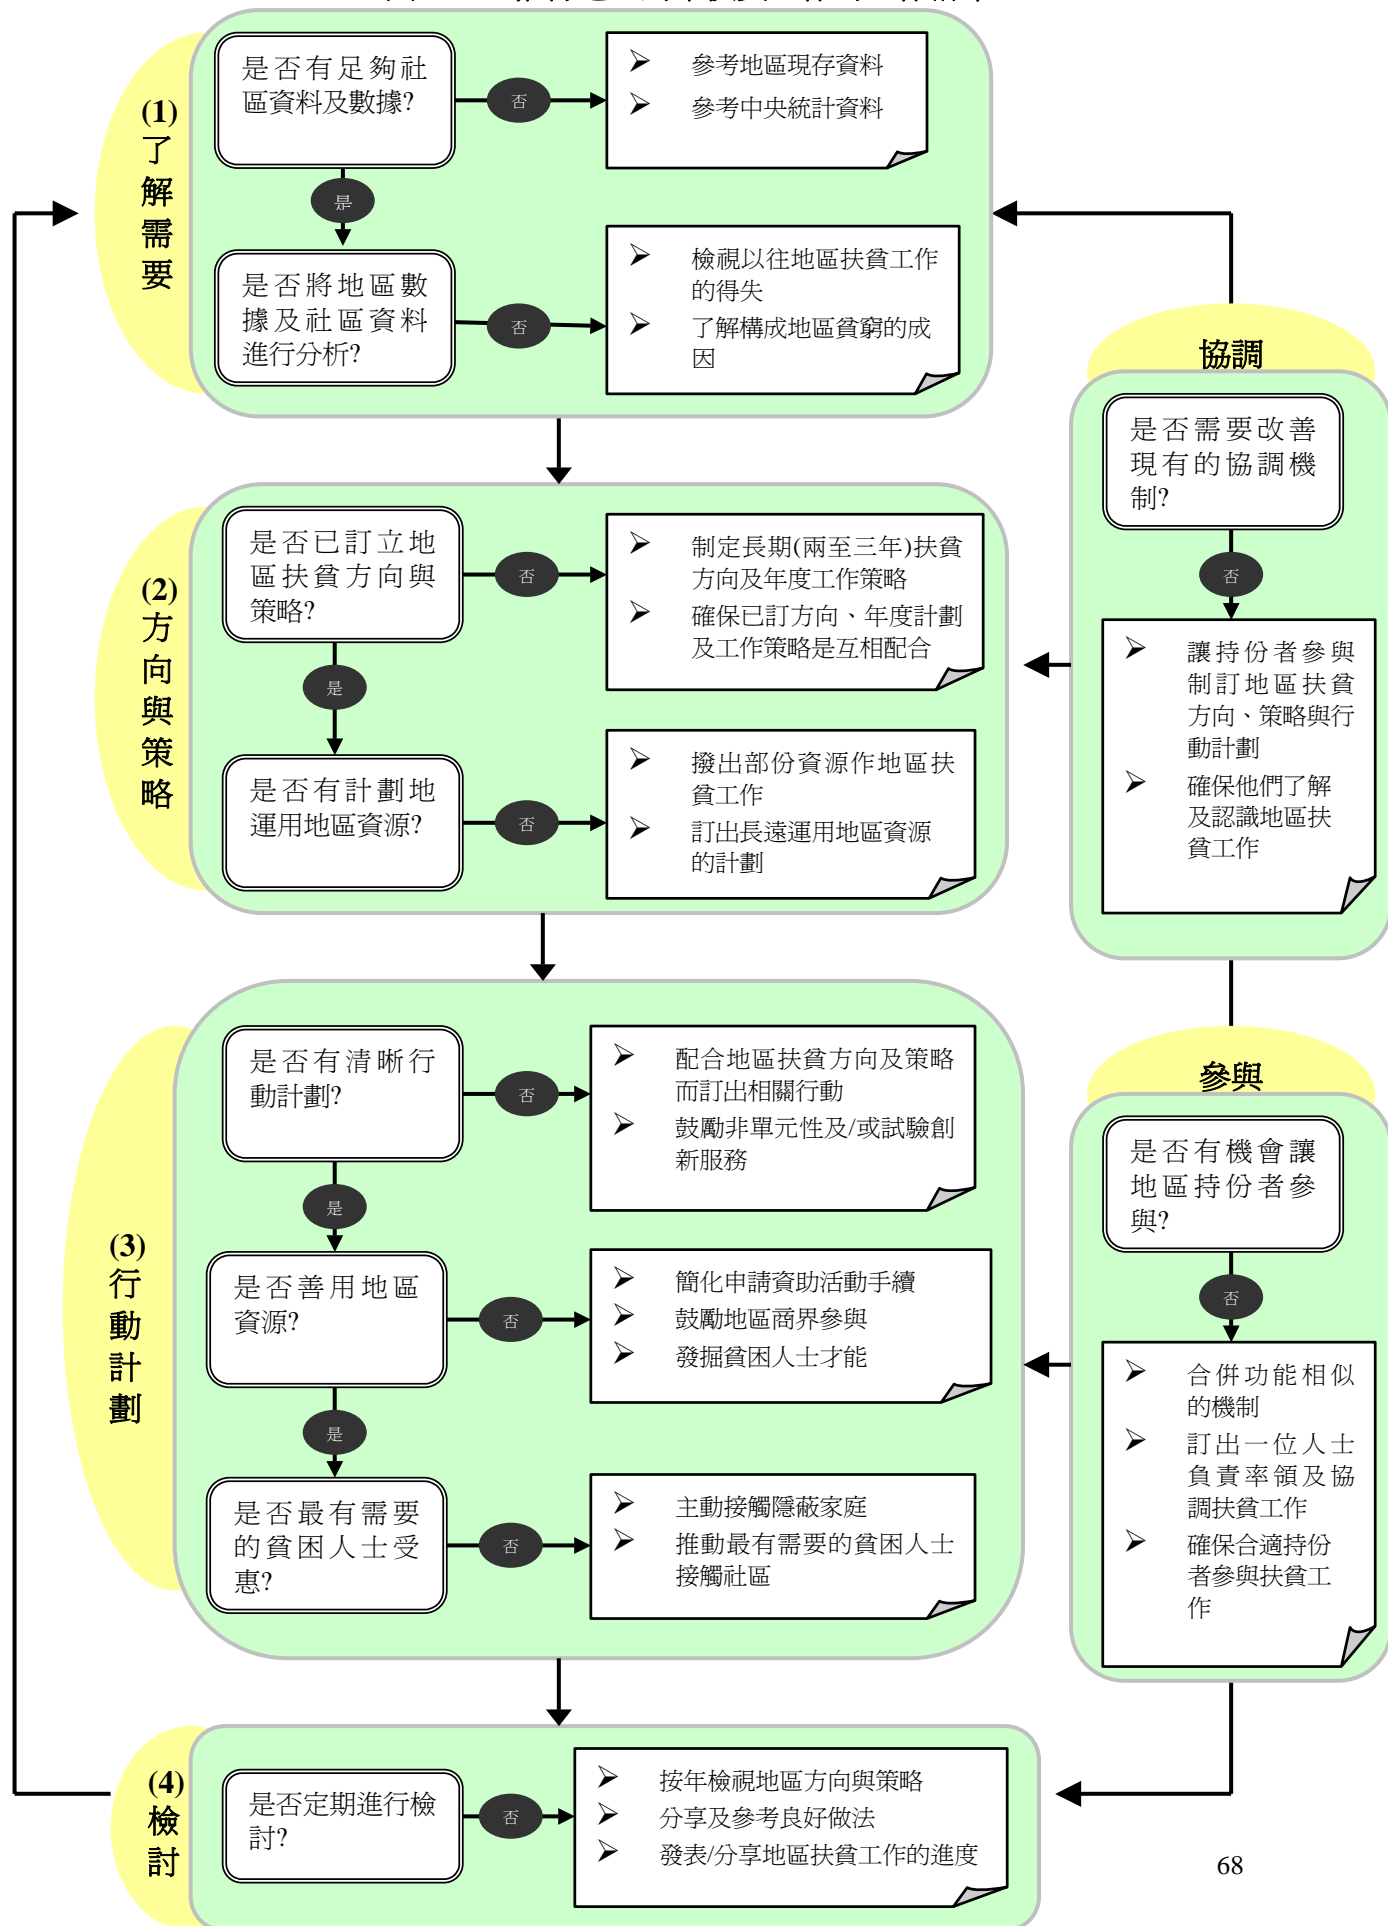 (1)
了
解
需
要
是否有足夠社
區資料及數據?
否
參考地區現存資料
參考中央統計資料
是
是否將地區數
據及社區資料
進行分析?
否
檢視以往地區扶貧工作
的得失
了解構成地區貧窮的成
因
(2)
方
向
與
策
略
是否已訂立地
區扶貧方向與
策略?
否
制定長期(兩至三年)扶貧
方向及年度工作策略
確保已訂方向、年度計劃
及工作策略是互相配合
是
是否有計劃地
運用地區資源?
否
撥出部份資源作地區扶
貧工作
訂出長遠運用地區資源
的計劃
(3)
行
動
計
劃
是否有清晰行
動計劃?
否
配合地區扶貧方向及策略
而訂出相關行動
鼓勵非單元性及/或試驗創
新服務
是
是否善用地區
資源?
否
簡化申請資助活動手續
鼓勵地區商界參與
發掘貧困人士才能
是
是否最有需要
的貧困人士受
惠?
否
主動接觸隱蔽家庭
推動最有需要的貧困人士
接觸社區
(4)
檢
討
是否定期進行檢
討?
否
按年檢視地區方向與策略
分享及參考良好做法
發表/分享地區扶貧工作的進度
協調
是否需要改善
現有的協調機
制?
否
讓持份者參與
制訂地區扶貧
方向、策略與行
動計劃
確保他們了解
及認識地區扶
貧工作
參與
是否有機會讓
地區持份者參
與?
否
合併功能相似
的機制
訂出一位人士
負責率領及協
調扶貧工作
確保合適持份
者參與扶貧工
作
68